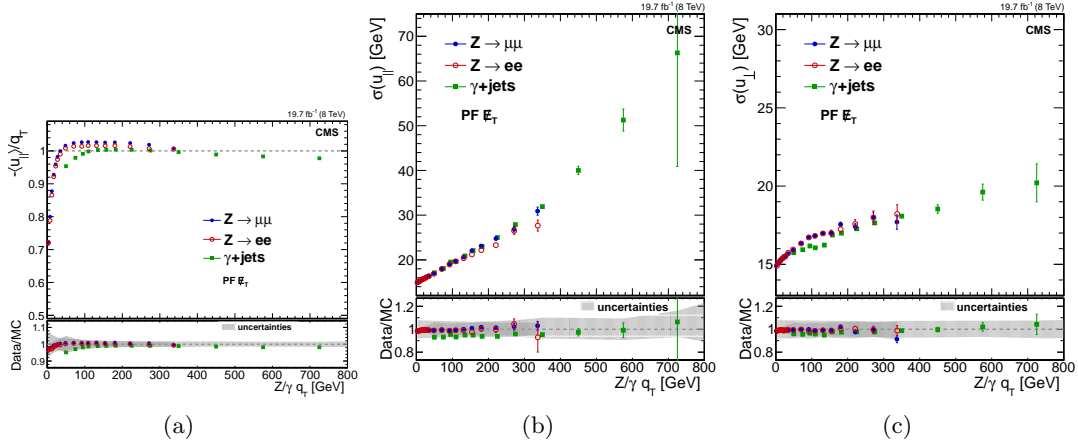 19.7 fb⁻¹ (8 TeV)
CMS
-⟨u∥⟩/q_T
1
0.9
0.8
0.7
0.6
0.5
Z → μμ
Z → ee
γ+jets
PF E̸_T
Data/MC
1.1
1
0.9
uncertainties
0 100 200 300 400 500 600 700 800
Z/γ q_T [GeV]
(a)
19.7 fb⁻¹ (8 TeV)
CMS
σ(u∥) [GeV]
70
60
50
40
30
20
Z → μμ
Z → ee
γ+jets
PF E̸_T
Data/MC
1.2
1
0.8
uncertainties
0 100 200 300 400 500 600 700 800
Z/γ q_T [GeV]
(b)
19.7 fb⁻¹ (8 TeV)
CMS
σ(u⊥) [GeV]
30
27
24
21
18
15
Z → μμ
Z → ee
γ+jets
PF E̸_T
Data/MC
1.2
1
0.8
uncertainties
0 100 200 300 400 500 600 700 800
Z/γ q_T [GeV]
(c)